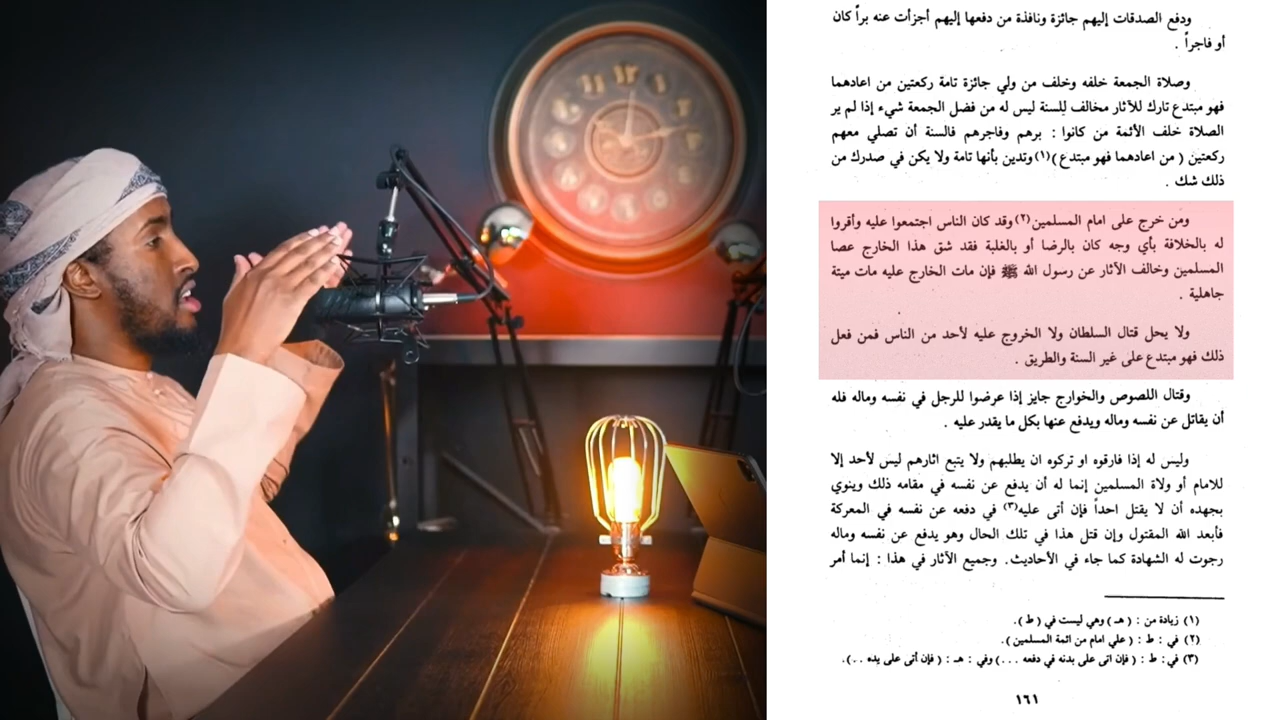 ودفع الصدقات إليهم جائزة ونافذة من دفعها إليهم أجزأت عنه براً كان
أو فاجراً .
وصلاة الجمعة خلفه وخلف من ولي جائزة تامة ركعتين من اعادهما
فهو مبتدع تارك للآثار مخالف للسنة ليس له من فضل الجمعة شيء إذا لم ير
الصلاة خلف الأئمة من كانوا : برهم وفاجرهم فالسنة أن تصلي معهم
ركعتين ( من اعادهما فهو مبتدع )(١) وتدين بأنها تامة ولا يكن في صدرك من
ذلك شك .
ومن خرج على امام المسلمين(٢) وقد كان الناس اجتمعوا عليه وأقروا
له بالخلافة بأي وجه كان بالرضا أو بالغلبة فقد شق هذا الخارج عصا
المسلمين وخالف الآثار عن رسول الله ﷺ فإن مات الخارج عليه مات ميتة
جاهلية .
ولا يحل قتال السلطان ولا الخروج عليه لأحد من الناس فمن فعل
ذلك فهو مبتدع على غير السنة والطريق .
وقتال اللصوص والخوارج جايز إذا عرضوا للرجل في نفسه وماله فله
أن يقاتل عن نفسه وماله ويدفع عنها بكل ما يقدر عليه .
وليس له إذا فارقوه او تركوه ان يطلبهم ولا يتبع اثارهم ليس لأحد إلا
للامام أو ولاة المسلمين إنما له أن يدفع عن نفسه في مقامه ذلك وينوي
بجهده أن لا يقتل احداً فإن أتى عليه(٣) في دفعه عن نفسه في المعركة
فأبعد الله المقتول وإن قتل هذا في تلك الحال وهو يدفع عن نفسه وماله
رجوت له الشهادة كما جاء في الأحاديث. وجميع الآثار في هذا : إنما أمر
(١) زيادة من : ( هـ ) وهي ليست في ( ط ).
(٢) في : ط : ( علي امام من ائمة المسلمين ).
(٣) في : ط : ( فإن اتى على بدنه في دفعه . . . ) وفي : هـ : ( فإن أتى على يده . . ).
١٦١